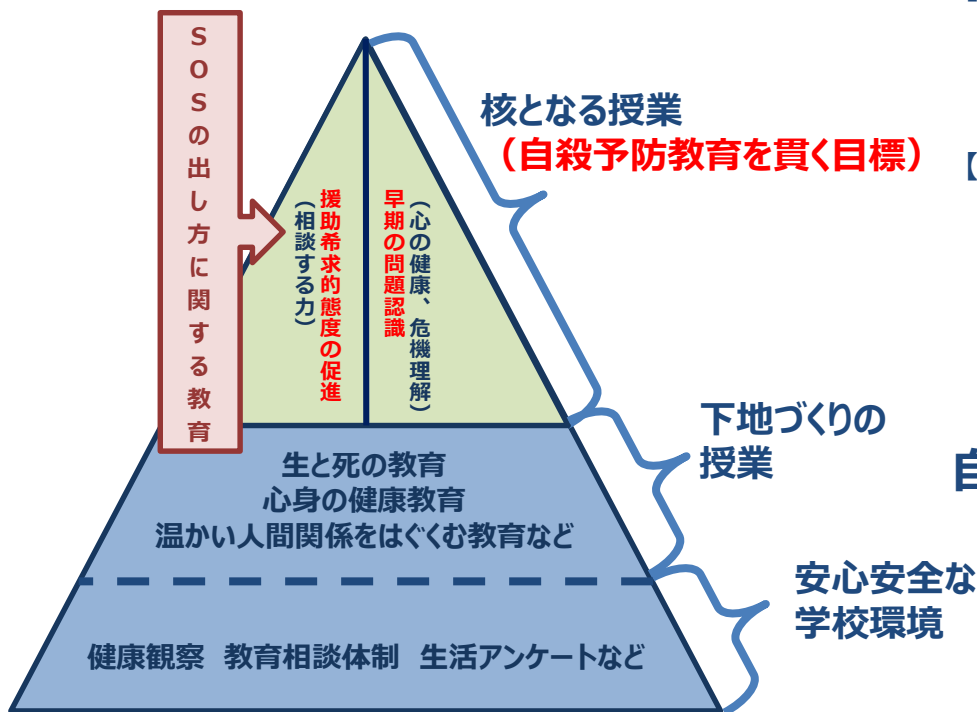 SOSの出し方に関する教育
核となる授業
（自殺予防教育を貫く目標）
【
（心の健康、危機理解）
早期の問題認識
援助希求的態度の促進
（相談する力）
下地づくりの
授業
自
生と死の教育
心身の健康教育
温かい人間関係をはぐくむ教育など
安心安全な
学校環境
健康観察 教育相談体制 生活アンケートなど